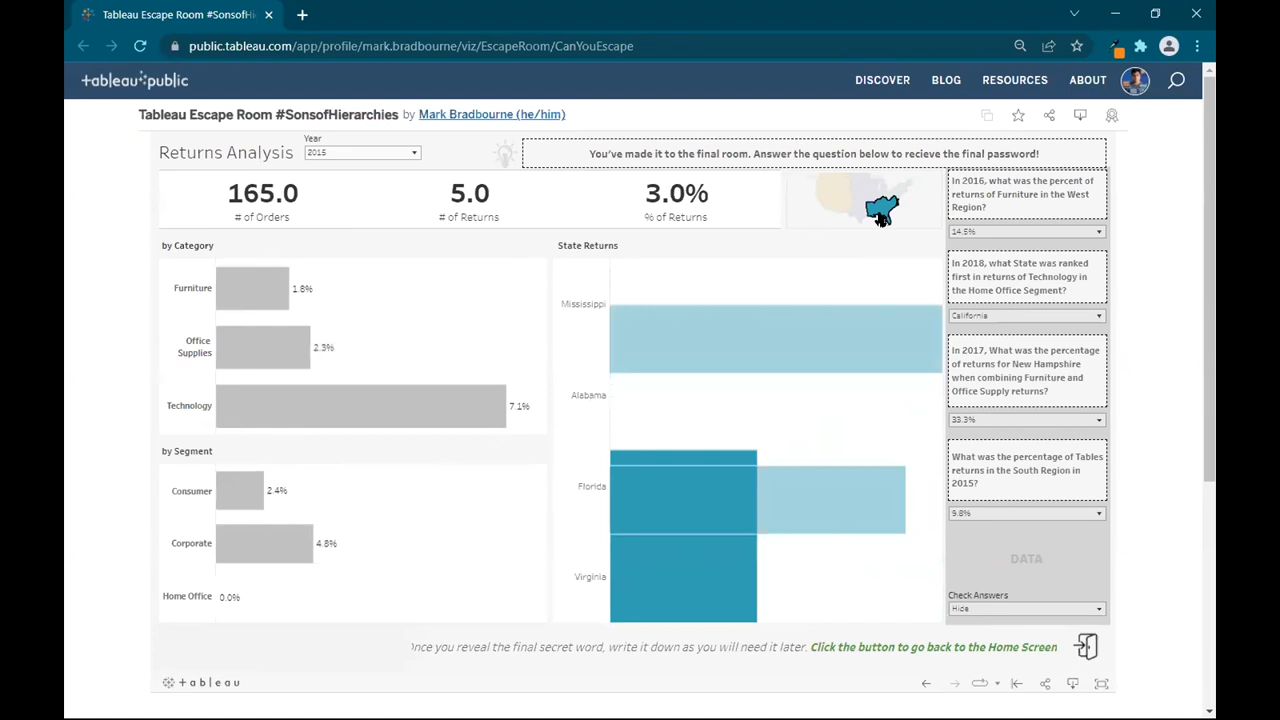 Tableau Escape Room #SonsofHi
public.tableau.com/app/profile/mark.bradbourne/viz/EscapeRoom/CanYouEscape
+ableau+public
DISCOVER BLOG RESOURCES ABOUT
Tableau Escape Room #SonsofHierarchies by Mark Bradbourne (he/him)
Returns Analysis
Year
2015
You've made it to the final room. Answer the question below to recieve the final password!
165.0
# of Orders
5.0
# of Returns
3.0%
% of Returns
by Category
Furniture 1.8%
Office
Supplies
2.3%
Technology 7.1%
by Segment
Consumer 2.4%
Corporate 4.8%
Home Office 0.0%
State Returns
Mississippi
Alabama
Florida
Virginia
In 2016, what was the percent of
returns of Furniture in the West
Region?
14.5%
In 2018, what State was ranked
first in returns of Technology in
the Home Office Segment?
California
In 2017, What was the percentage
of returns for New Hampshire
when combining Furniture and
Office Supply returns?
33.3%
What was the percentage of Tables
returns in the South Region in
2015?
9.8%
DATA
Check Answers
Hide
Once you reveal the final secret word, write it down as you will need it later. Click the button to go back to the Home Screen
+ableau